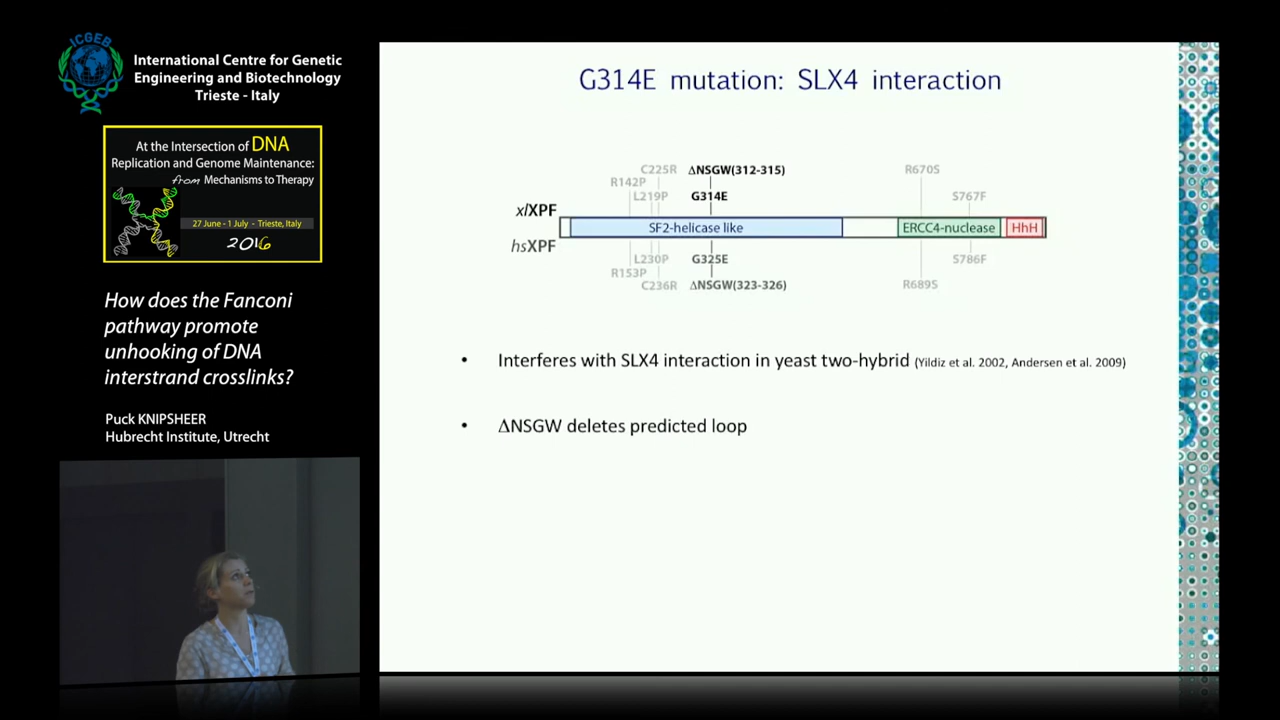 ICGEB
International Centre for Genetic
Engineering and Biotechnology
Trieste - Italy
At the Intersection of DNA
Replication and Genome Maintenance:
from Mechanisms to Therapy
27 June - 1 July - Trieste, Italy
2016
How does the Fanconi
pathway promote
unhooking of DNA
interstrand crosslinks?
Puck KNIPSHEER
Hubrecht Institute, Utrecht
G314E mutation: SLX4 interaction
C225R ΔNSGW(312-315) R670S
R142P
L219P G314E S767F
xlXPF
SF2-helicase like ERCC4-nuclease HhH
hsXPF
L230P G325E S786F
R153P
C236R ΔNSGW(323-326) R689S
• Interferes with SLX4 interaction in yeast two-hybrid (Yildiz et al. 2002, Andersen et al. 2009)
• ΔNSGW deletes predicted loop